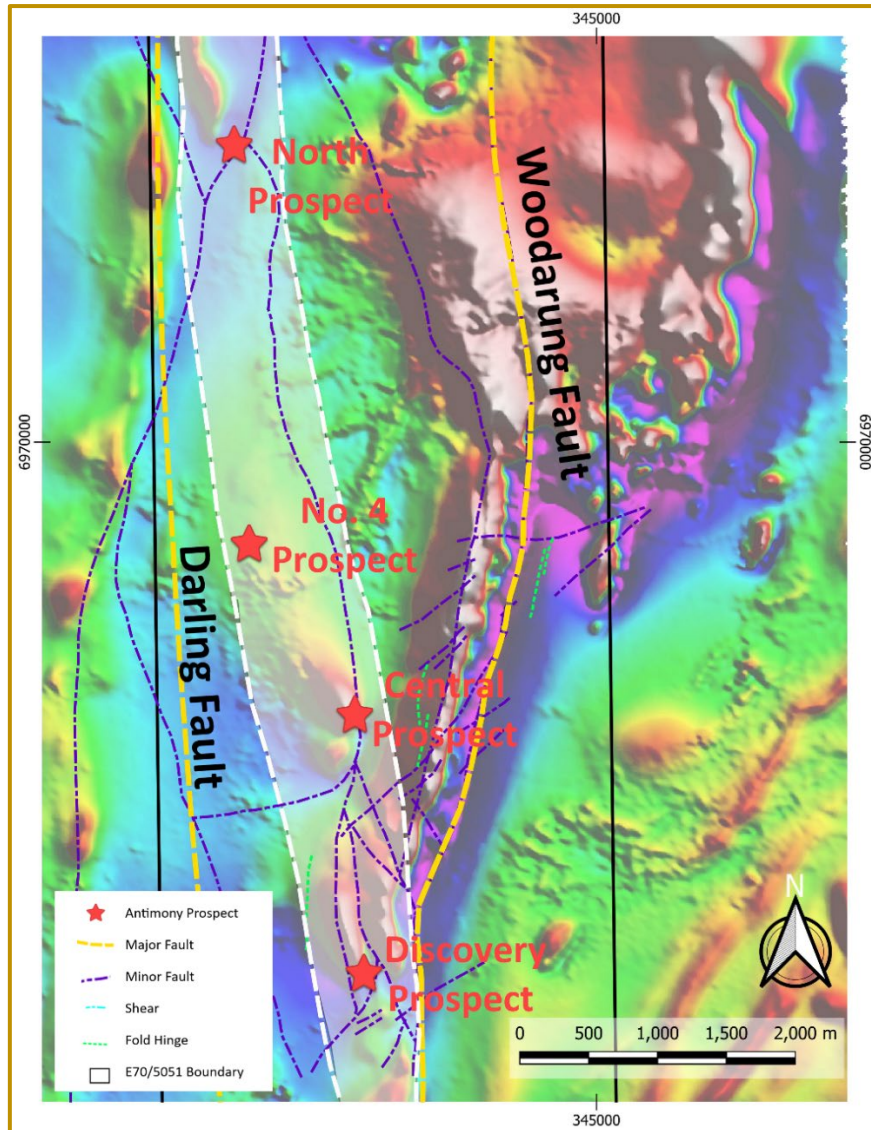 345000
North
Prospect
Woodarung Fault
6970000
6970000
No. 4
Prospect
Darling Fault
Central
Prospect
Discovery
Prospect
N
Antimony Prospect
Major Fault
Minor Fault
Shear
Fold Hinge
E70/5051 Boundary
0 500 1,000 1,500 2,000 m
345000